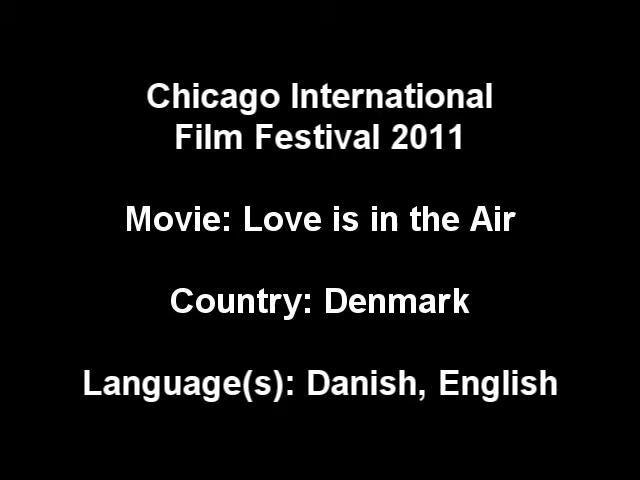 Chicago International
Film Festival 2011
Movie: Love is in the Air
Country: Denmark
Language(s): Danish, English